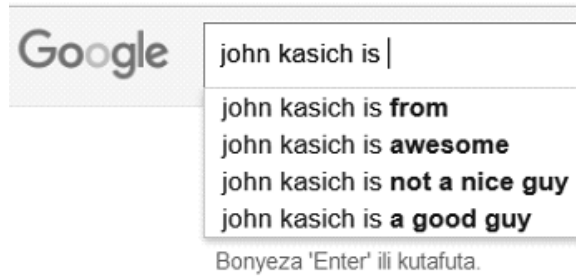 Google
john kasich is
john kasich is from
john kasich is awesome
john kasich is not a nice guy
john kasich is a good guy
Bonyeza 'Enter' ili kutafuta.